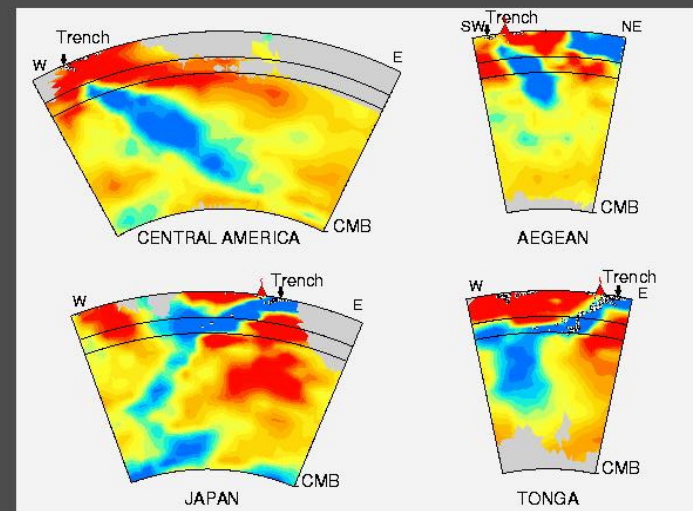 Trench
W
E
CMB
CENTRAL AMERICA
SW
Trench
NE
CMB
AEGEAN
Trench
W
E
CMB
JAPAN
W
Trench
E
CMB
TONGA